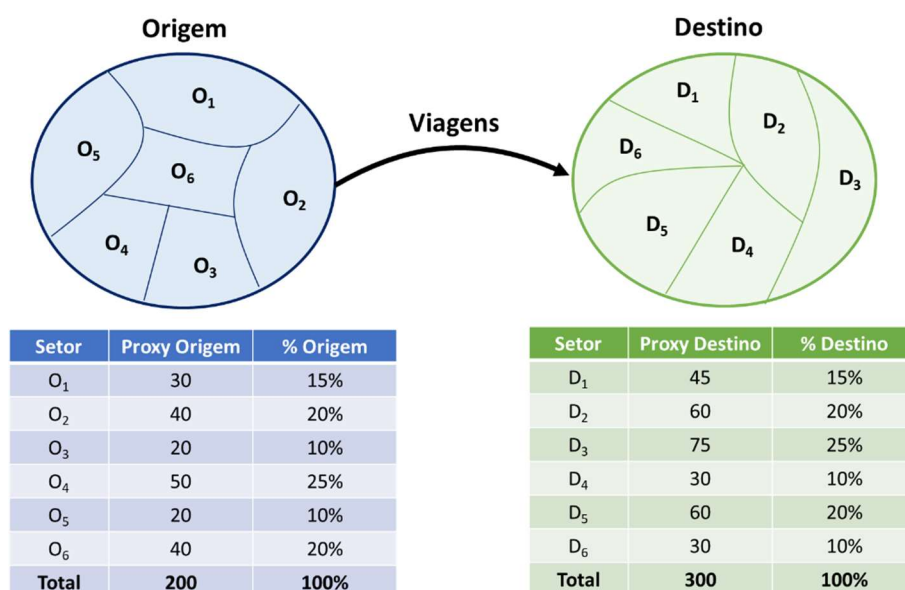 Origem
Destino
Viagens
O₁
O₂
O₃
O₄
O₅
O₆
D₁
D₂
D₃
D₄
D₅
D₆
Setor Proxy Origem % Origem
O₁ 30 15%
O₂ 40 20%
O₃ 20 10%
O₄ 50 25%
O₅ 20 10%
O₆ 40 20%
Total 200 100%
Setor Proxy Destino % Destino
D₁ 45 15%
D₂ 60 20%
D₃ 75 25%
D₄ 30 10%
D₅ 60 20%
D₆ 30 10%
Total 300 100%